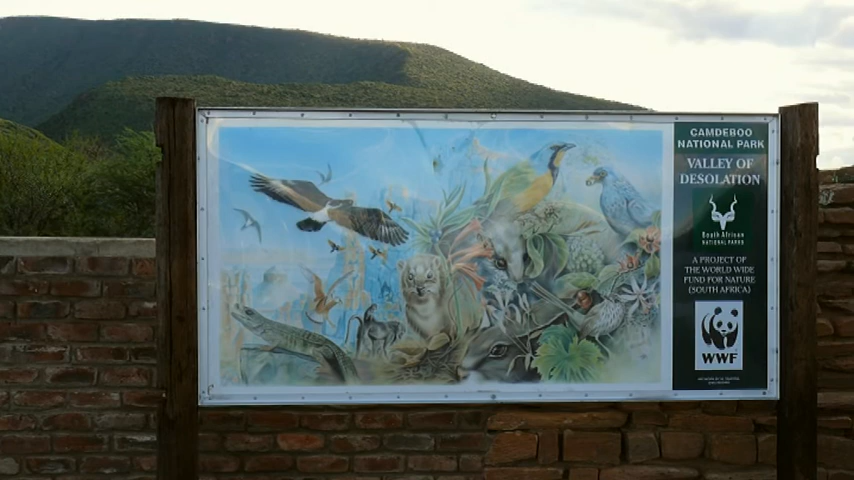 CAMDEBOO
NATIONAL PARK
VALLEY OF
DESOLATION
South African
NATIONAL PARKS
A PROJECT OF
THE WORLD WIDE
FUND FOR NATURE
(SOUTH AFRICA)
WWF